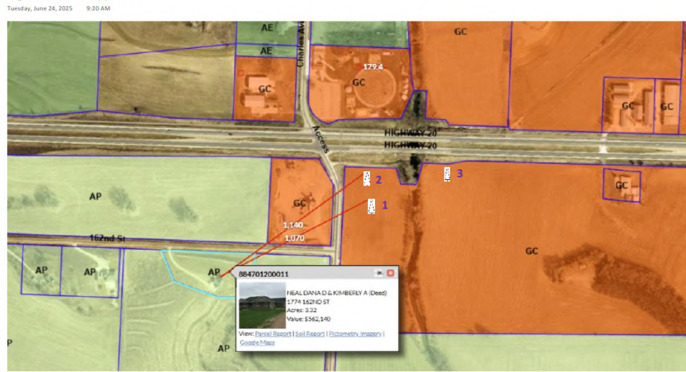 Tuesday, June 24, 2025 9:20 AM
AE
GC
AE
Charles Ave
179.4
GC
GC
GC
GC
HIGHWAY 20
HIGHWAY 20
Access
2
3
AP
GC
GC
1
1,140
1,070
162nd St
GC
AP
AP
AP
884701200011
NEAL DANA D & KIMBERLY A (Deed)
1774 162ND ST
Acres: 3.32
Value: $562,140
View: Parcel Report | Soil Report | Pictometry Imagery |
Google Maps
AP
P